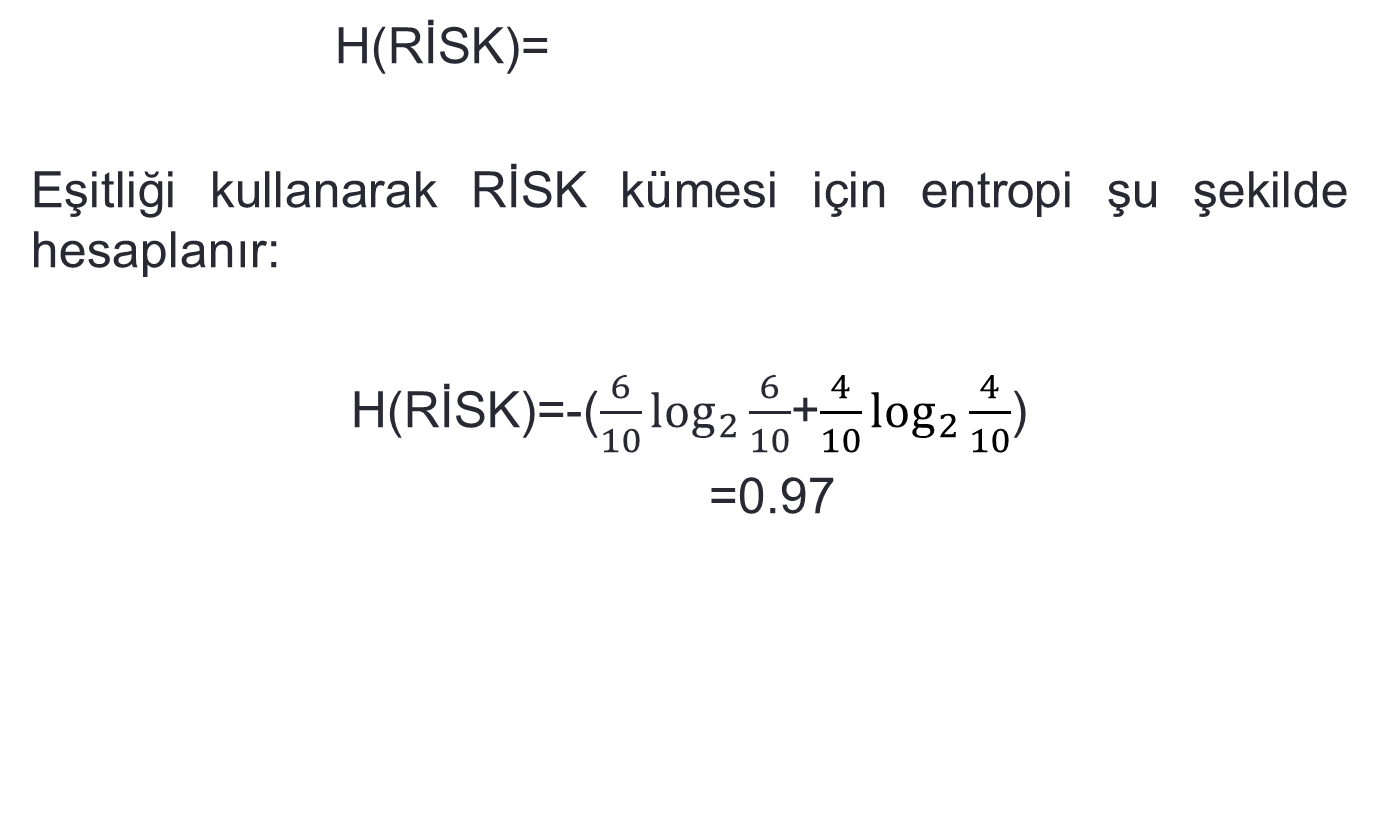 H(RİSK)=
Eşitliği kullanarak RİSK kümesi için entropi şu şekilde
hesaplanır:
H(RİSK)=-(6/10 log₂ 6/10+4/10 log₂ 4/10)
=0.97